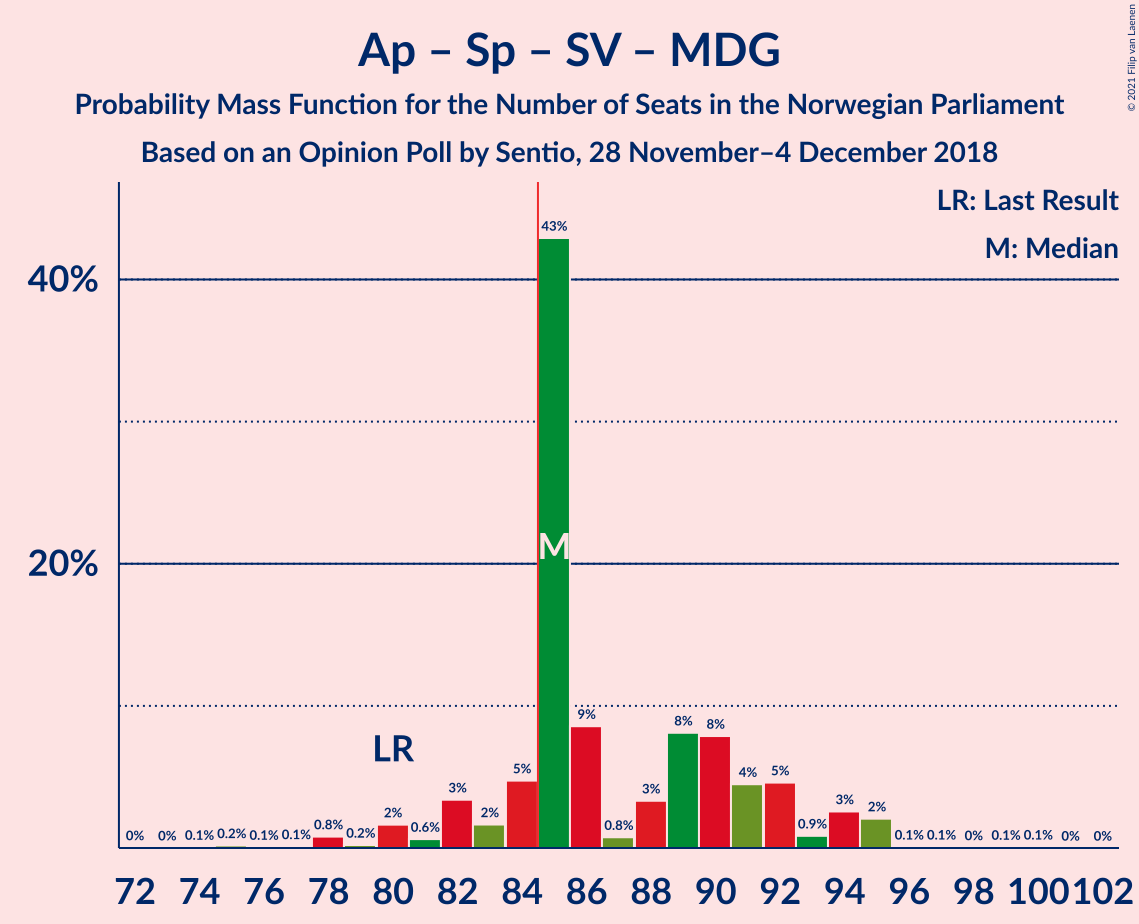 Ap – Sp – SV – MDG
Probability Mass Function for the Number of Seats in the Norwegian Parliament
Based on an Opinion Poll by Sentio, 28 November–4 December 2018
© 2021 Filip van Laenen
LR: Last Result
M: Median
40%
20%
43%
M
LR
0% 0% 0.1% 0.2% 0.1% 0.1% 0.8% 0.2% 2% 0.6% 3% 2% 5% 9% 0.8% 3% 8% 8% 4% 5% 0.9% 3% 2% 0.1% 0.1% 0% 0.1% 0.1% 0% 0%
72 74 76 78 80 82 84 86 88 90 92 94 96 98 100 102